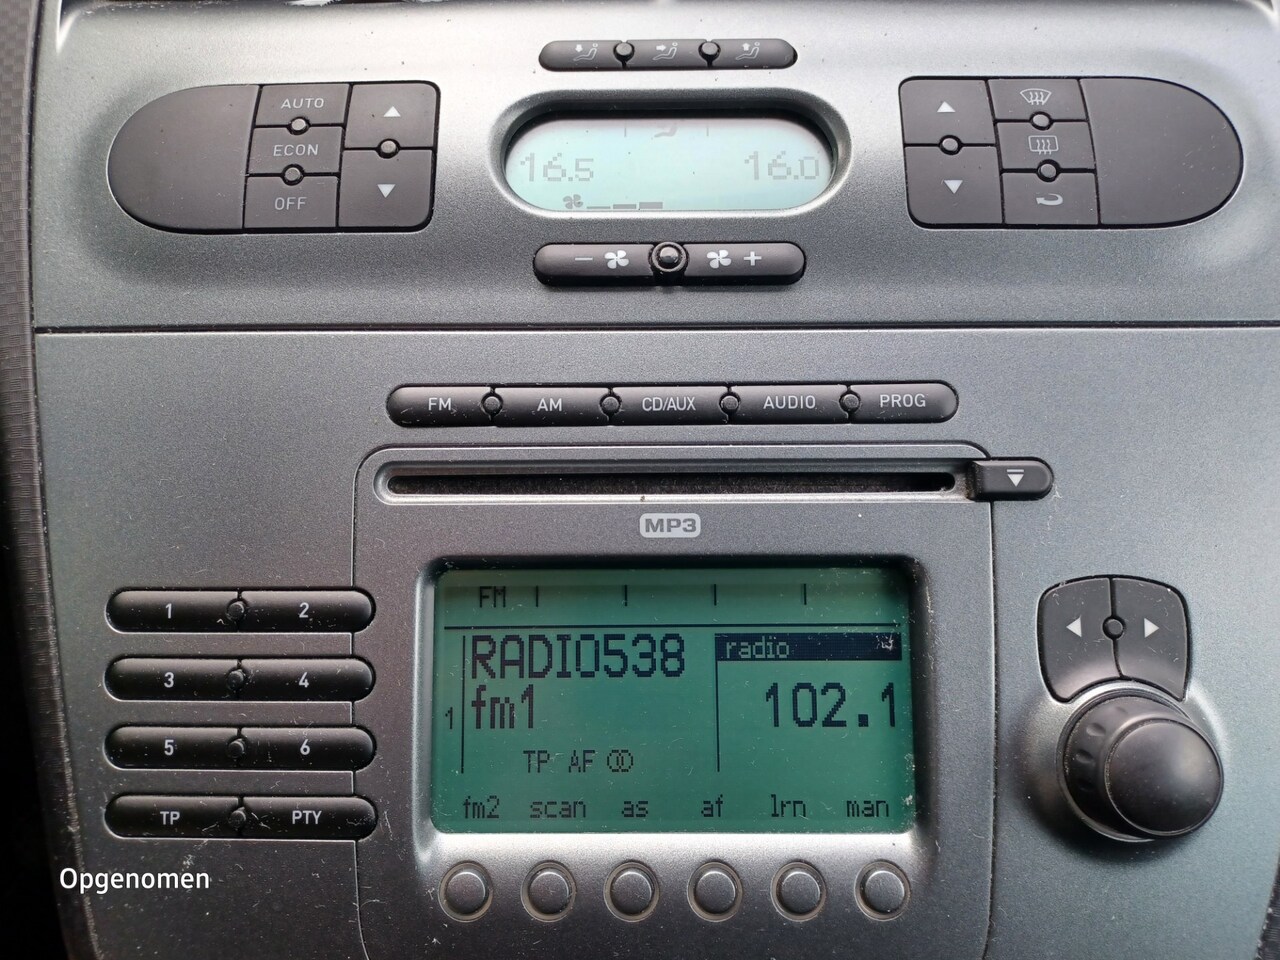 AUTO
ECON
OFF
16.5 16.0
- +
FM AM CD/AUX AUDIO PROG
MP3
1 2
3 4
5 6
TP PTY
FM
RADIO538 radio
1 fm1 102.1
TP AF
fm2 scan as af lrn man
Opgenomen